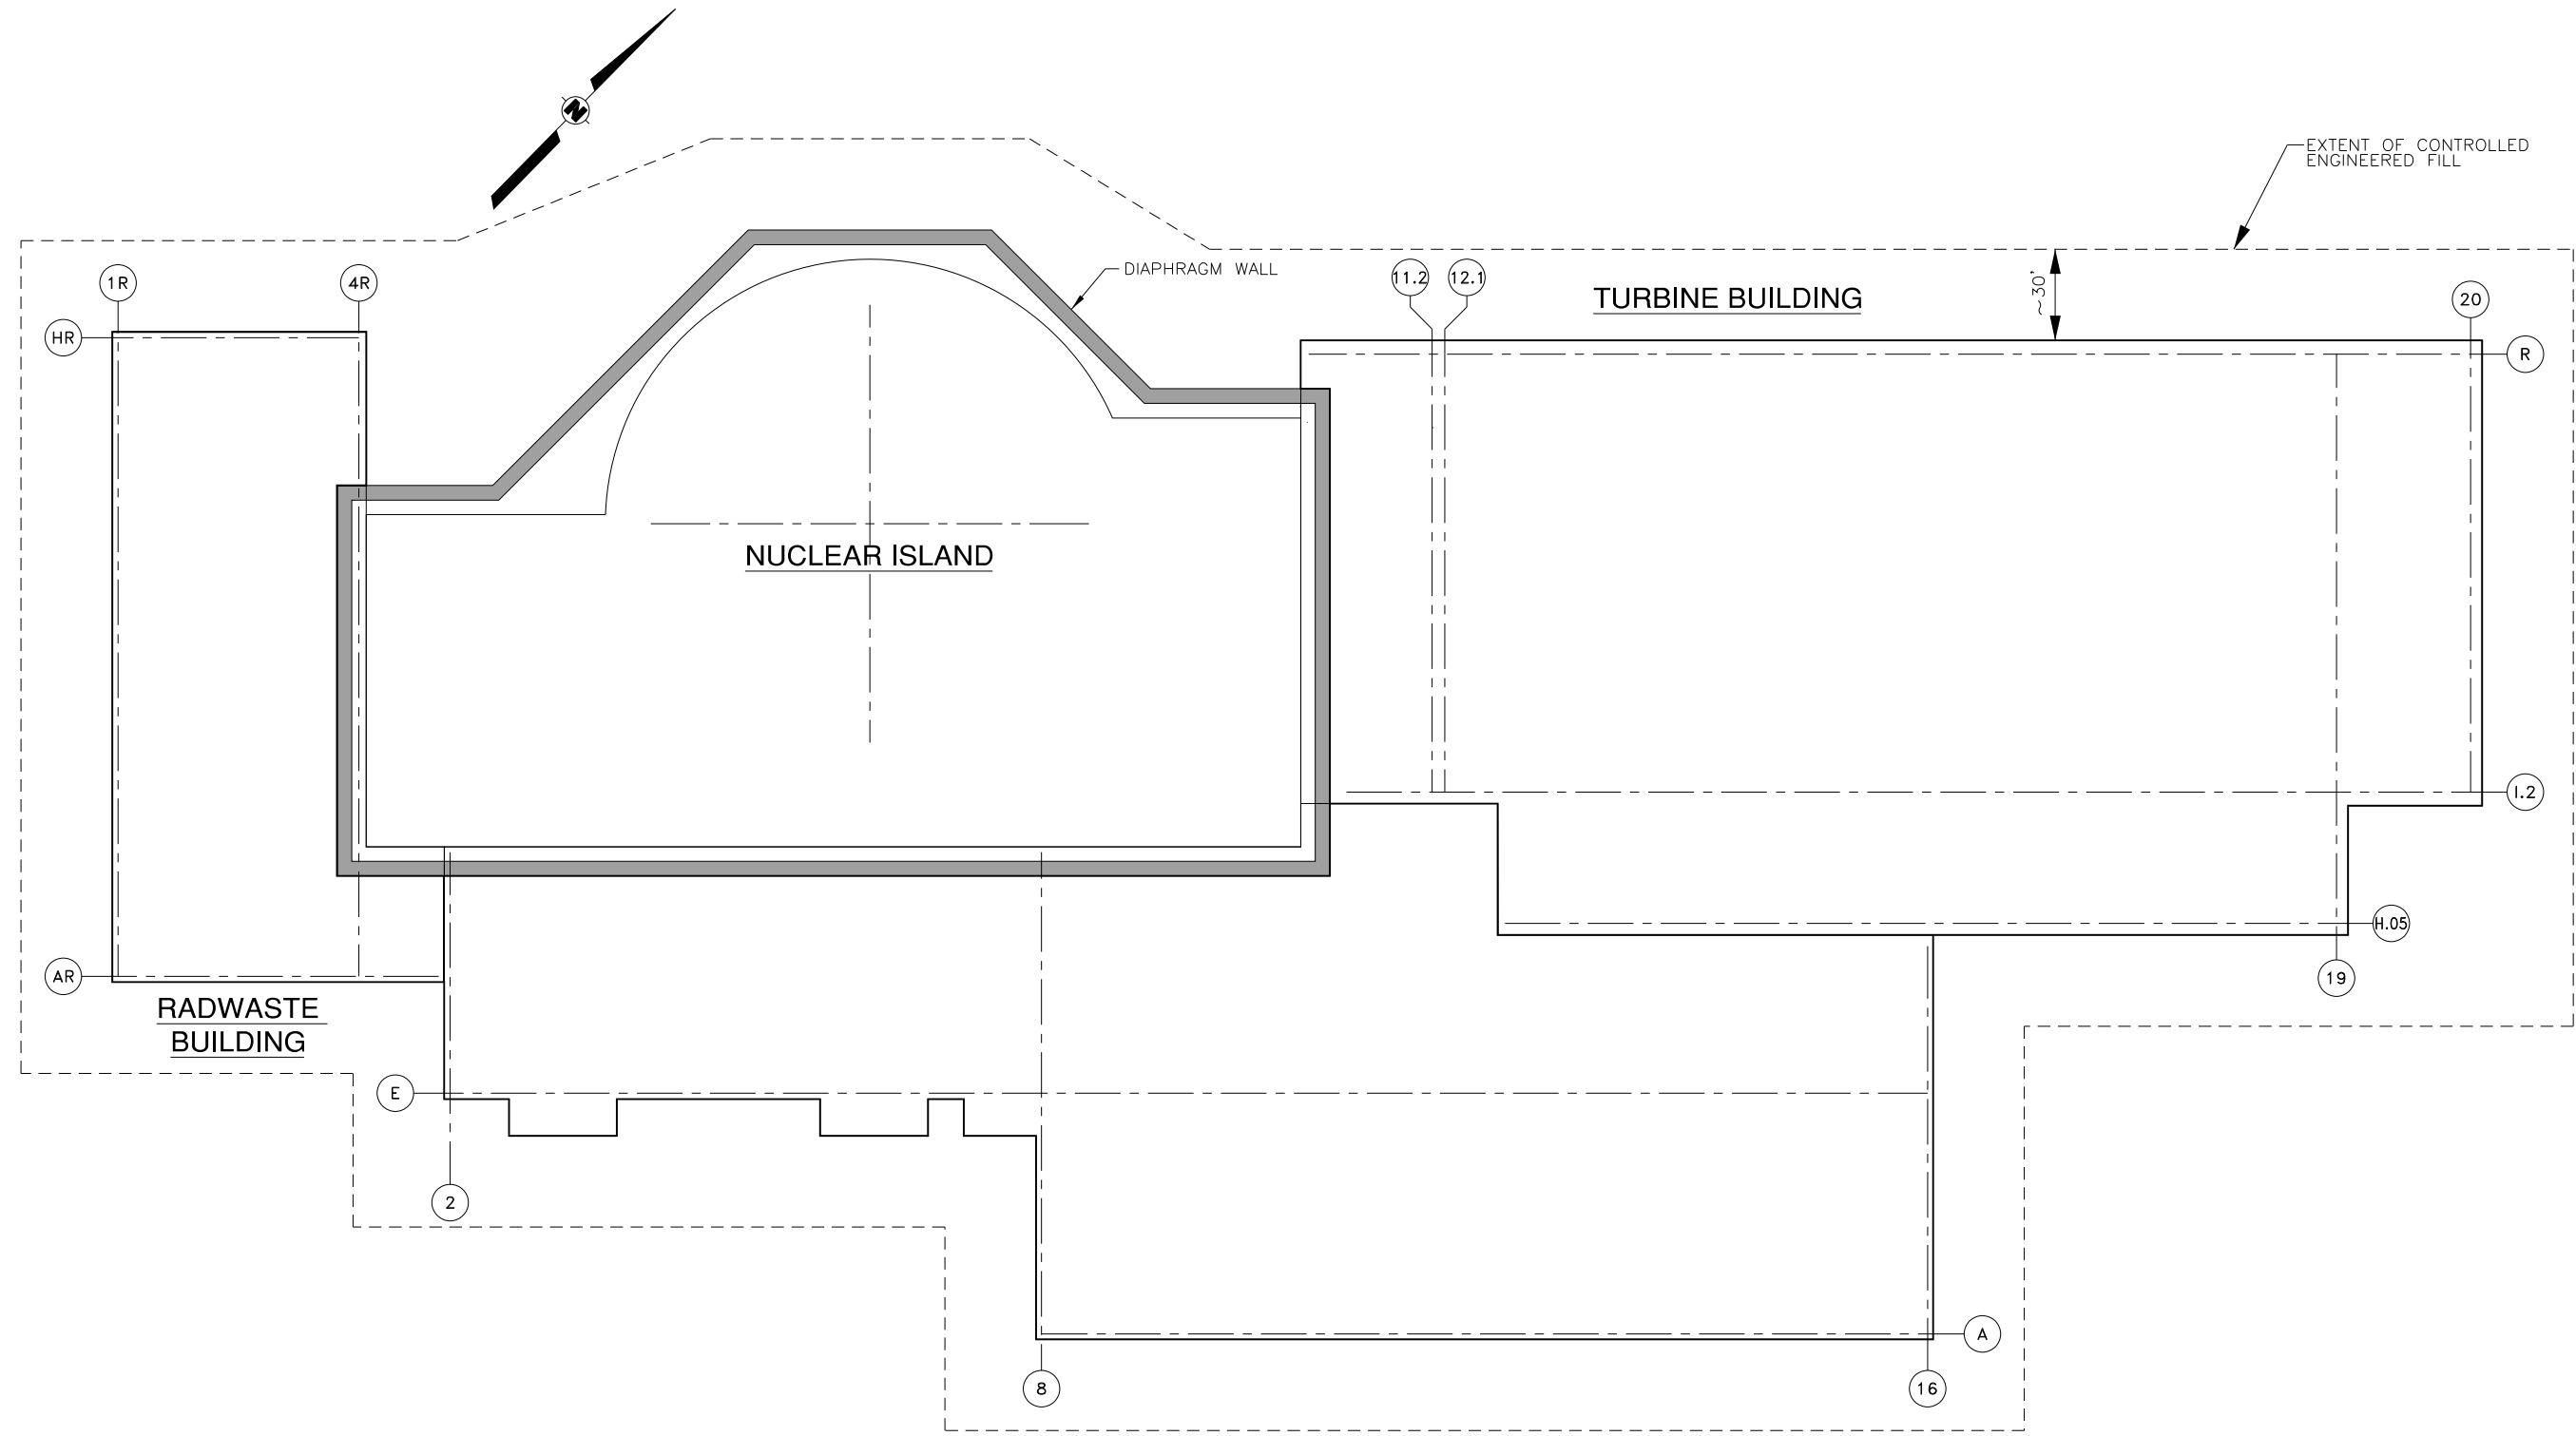 N
EXTENT OF CONTROLLED
ENGINEERED FILL
DIAPHRAGM WALL
1R
4R
11.2
12.1
TURBINE BUILDING
~30'
20
HR
R
NUCLEAR ISLAND
I.2
H.05
AR
19
RADWASTE
BUILDING
E
2
A
8
16